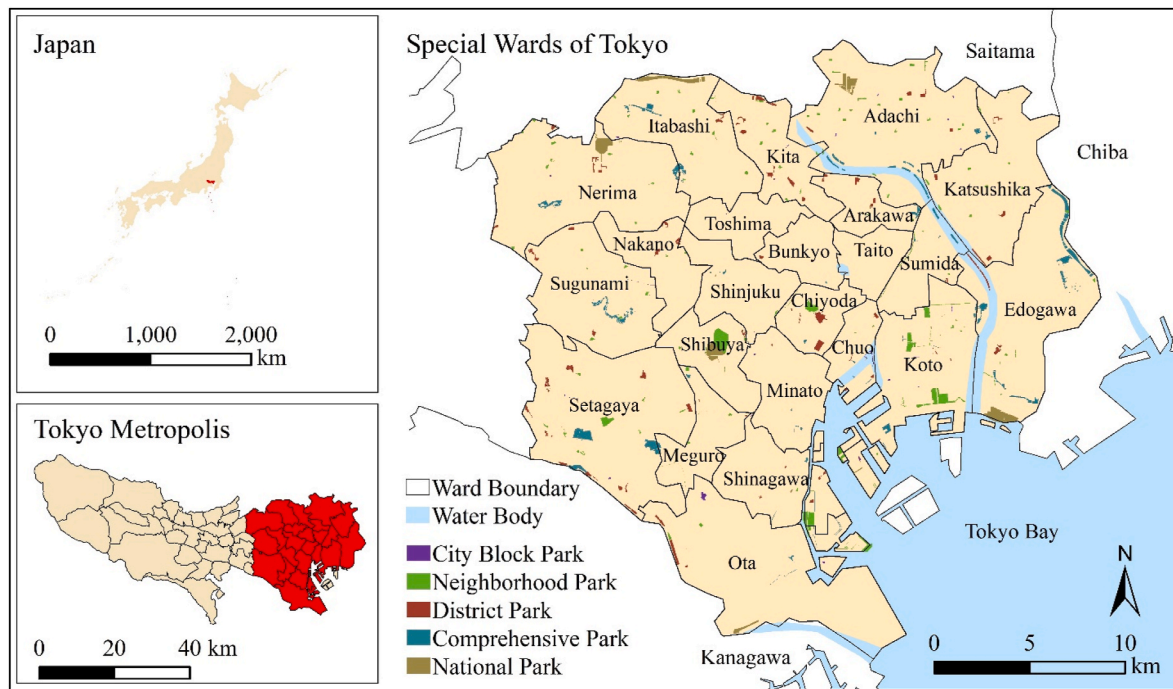 Japan
0 1,000 2,000
km
Tokyo Metropolis
0 20 40 km
Special Wards of Tokyo
Saitama
Adachi
Itabashi
Kita
Chiba
Katsushika
Nerima
Arakawa
Toshima
Nakano
Bunkyo
Taito
Sumida
Sugunami
Shinjuku
Chiyoda
Edogawa
Shibuya
Chuo
Koto
Minato
Setagaya
Meguro
Shinagawa
Ward Boundary
Water Body
Tokyo Bay
City Block Park
Neighborhood Park
District Park
Comprehensive Park
National Park
Ota
N
Kanagawa
0 5 10
km